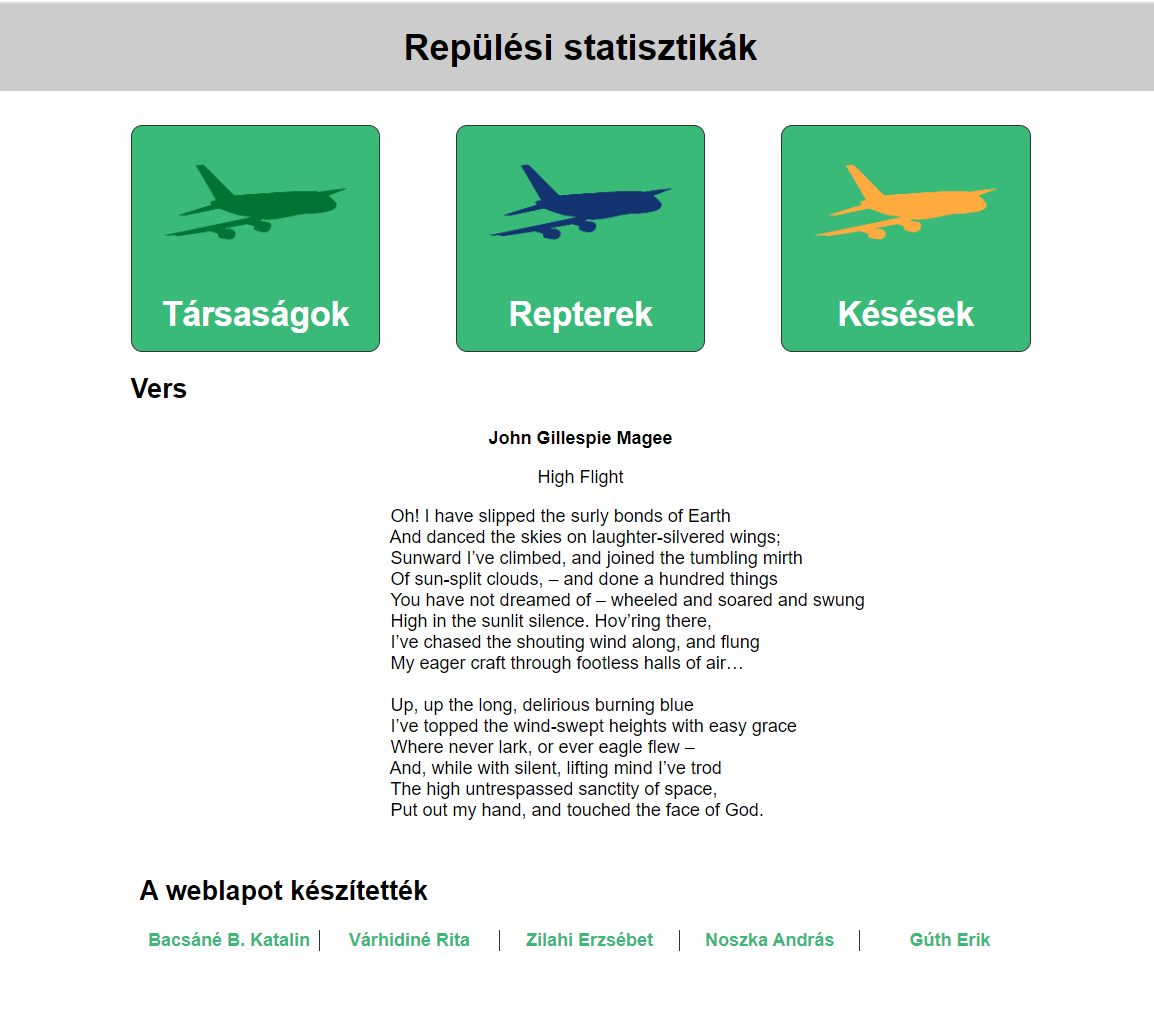 Repülési statisztikák
Társaságok
Repterek
Késések
Vers
John Gillespie Magee
High Flight
Oh! I have slipped the surly bonds of Earth
And danced the skies on laughter-silvered wings;
Sunward I’ve climbed, and joined the tumbling mirth
Of sun-split clouds, – and done a hundred things
You have not dreamed of – wheeled and soared and swung
High in the sunlit silence. Hov’ring there,
I’ve chased the shouting wind along, and flung
My eager craft through footless halls of air…
Up, up the long, delirious burning blue
I’ve topped the wind-swept heights with easy grace
Where never lark, or ever eagle flew –
And, while with silent, lifting mind I’ve trod
The high untrespassed sanctity of space,
Put out my hand, and touched the face of God.
A weblapot készítették
Bacsáné B. Katalin
Várhidiné Rita
Zilahi Erzsébet
Noszka András
Gúth Erik